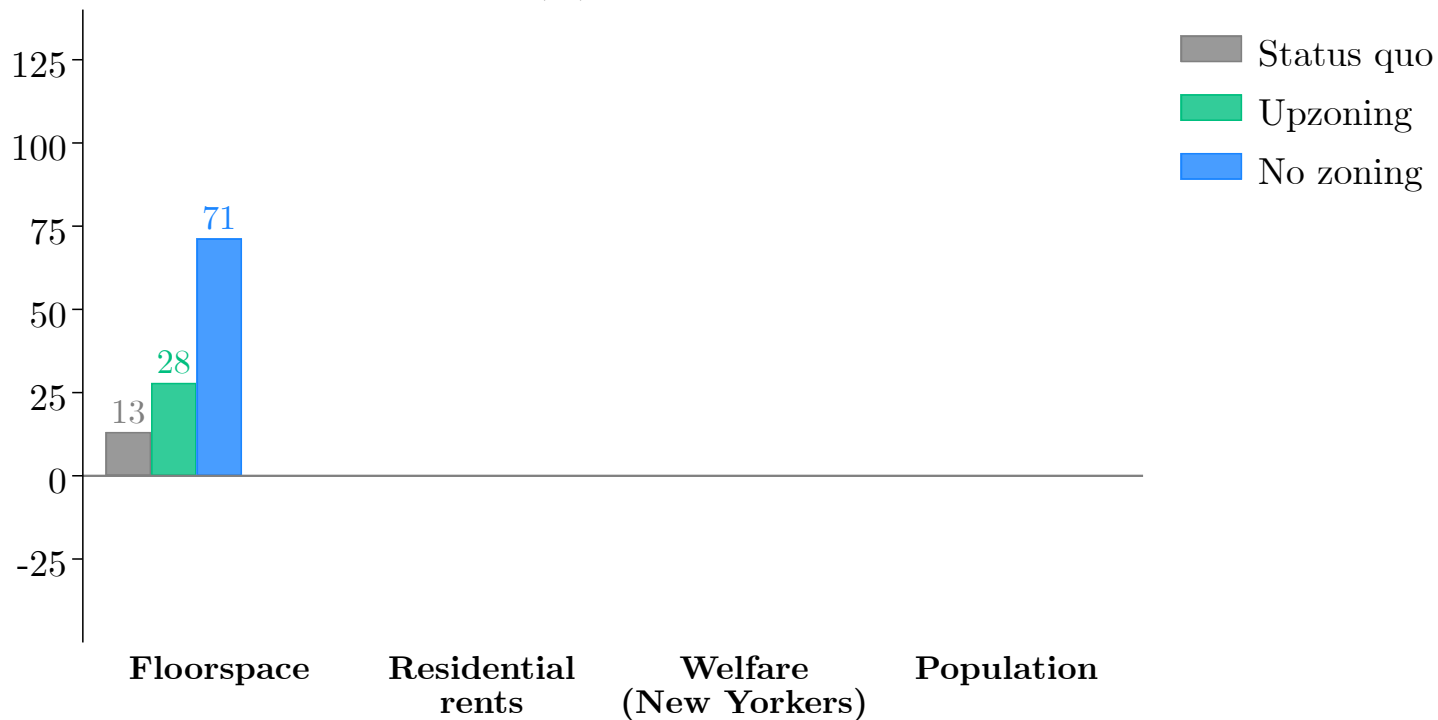 125
100
75
50
25
0
-25
71
28
13
Status quo
Upzoning
No zoning
Floorspace
Residential
rents
Welfare
(New Yorkers)
Population